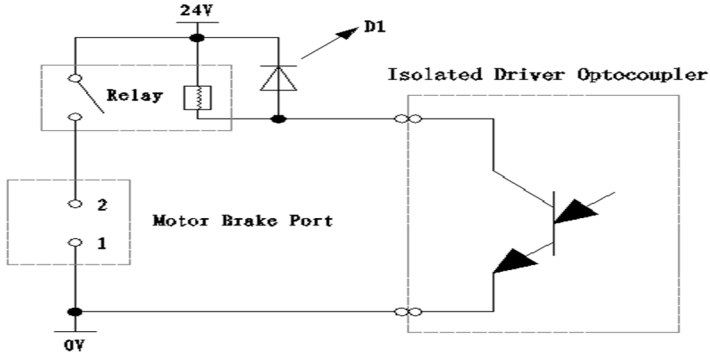 24V
D1
Isolated Driver Optocoupler
Relay
2
Motor Brake Port
1
0V